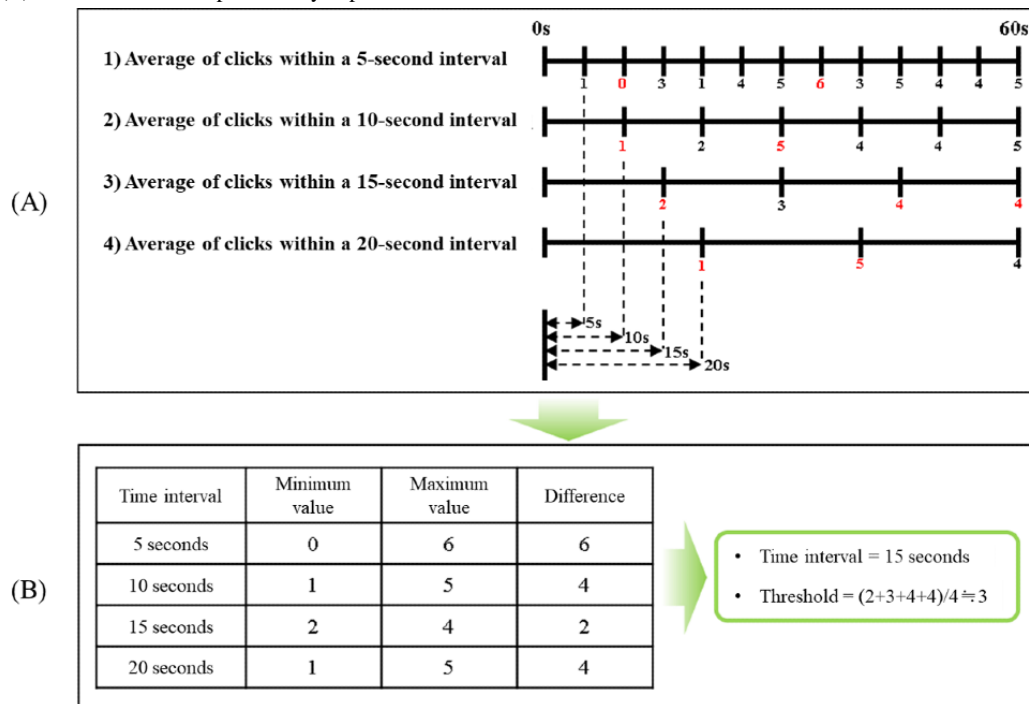 0s 60s
1) Average of clicks within a 5-second interval
1 0 3 1 4 5 6 3 5 4 4 5
2) Average of clicks within a 10-second interval
1 2 5 4 4 5
3) Average of clicks within a 15-second interval
2 3 4 4
(A)
4) Average of clicks within a 20-second interval
1 5 4
5s
10s
15s
20s
Time interval Minimum value Maximum value Difference
5 seconds 0 6 6
10 seconds 1 5 4
15 seconds 2 4 2
20 seconds 1 5 4
(B)
• Time interval = 15 seconds
• Threshold = (2+3+4+4)/4≒3